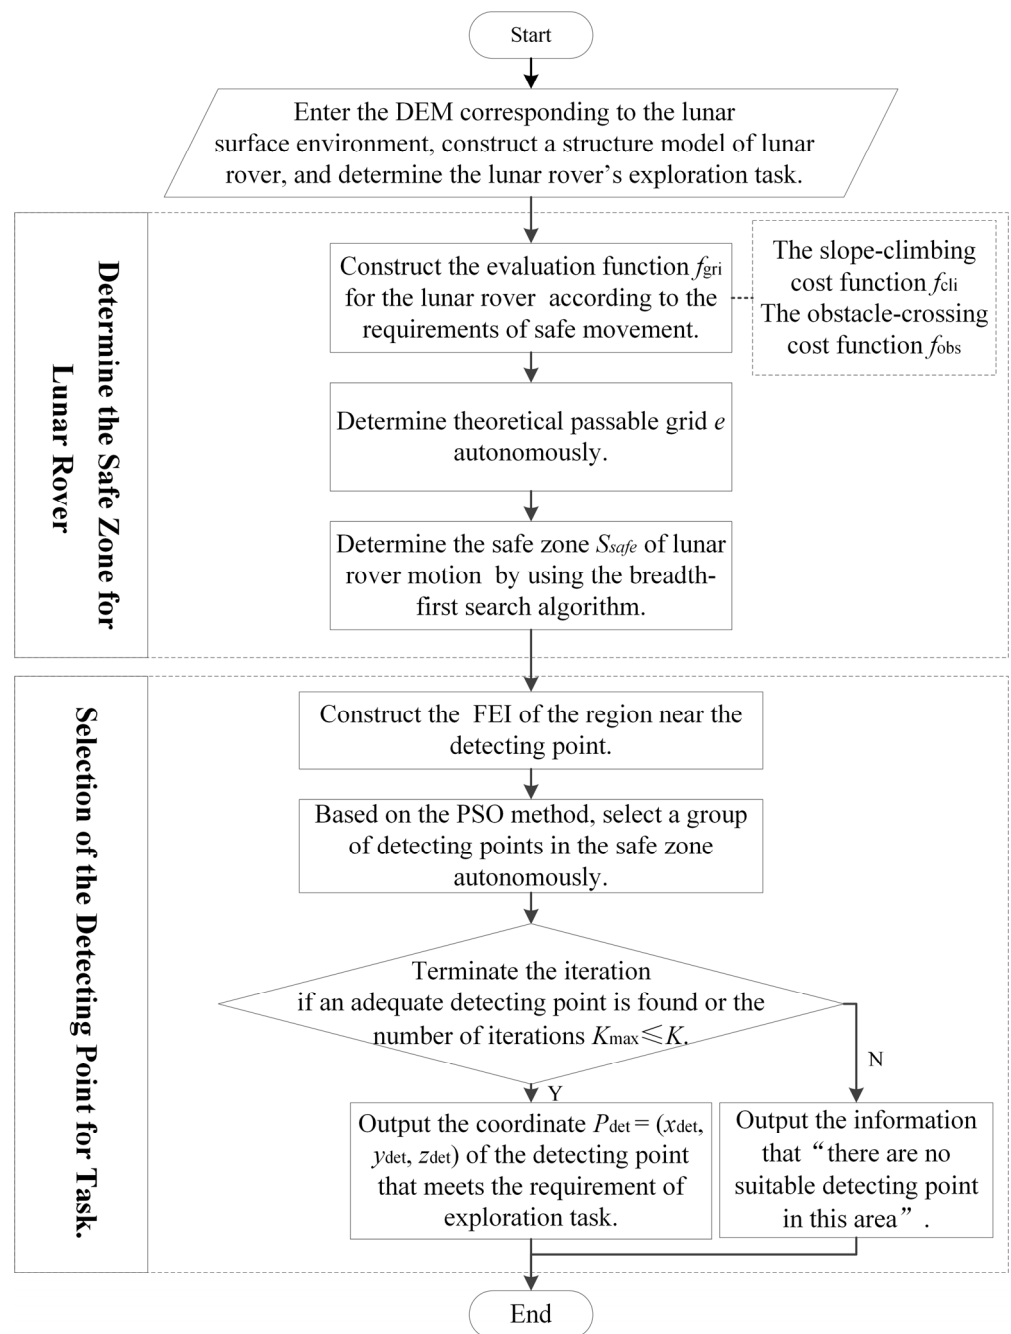 Start
Enter the DEM corresponding to the lunar
surface environment, construct a structure model of lunar
rover, and determine the lunar rover's exploration task.
Determine the Safe Zone for
Lunar Rover
Construct the evaluation function fgri
for the lunar rover according to the
requirements of safe movement.
The slope-climbing
cost function fcli
The obstacle-crossing
cost function fobs
Determine theoretical passable grid e
autonomously.
Determine the safe zone Ssafe of lunar
rover motion by using the breadth-
first search algorithm.
Selection of the Detecting Point for Task.
Construct the FEI of the region near the
detecting point.
Based on the PSO method, select a group
of detecting points in the safe zone
autonomously.
Terminate the iteration
if an adequate detecting point is found or the
number of iterations Kmax≤K.
N
Y
Output the coordinate Pdet = (xdet,
ydet, zdet) of the detecting point
that meets the requirement of
exploration task.
Output the information
that “there are no
suitable detecting point
in this area”.
End